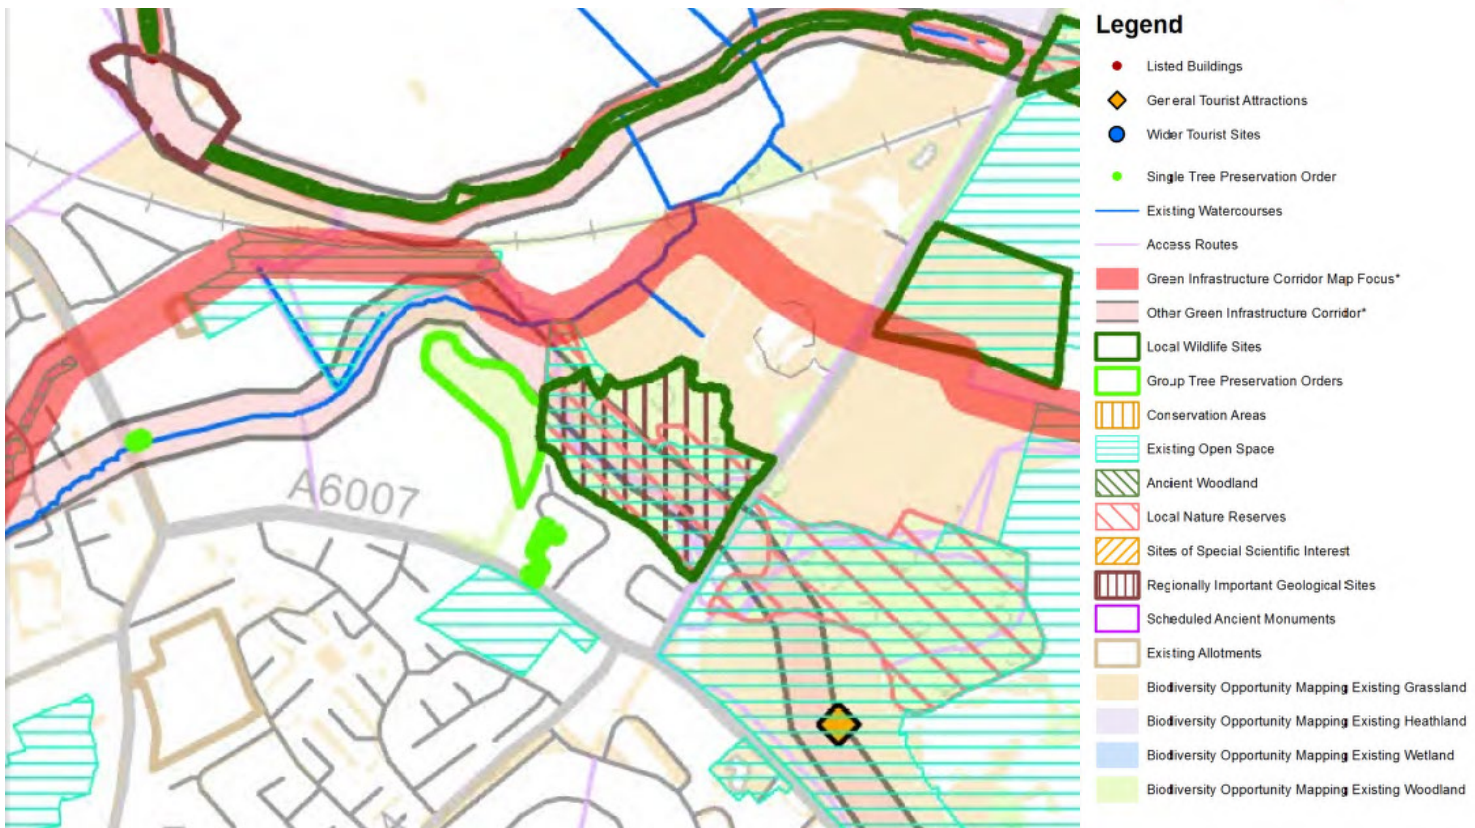 Legend
Listed Buildings
General Tourist Attractions
Wider Tourist Sites
Single Tree Preservation Order
Existing Watercourses
Access Routes
Green Infrastructure Corridor Map Focus*
Other Green Infrastructure Corridor*
Local Wildlife Sites
Group Tree Preservation Orders
Conservation Areas
Existing Open Space
Ancient Woodland
Local Nature Reserves
Sites of Special Scientific Interest
Regionally Important Geological Sites
Scheduled Ancient Monuments
Existing Allotments
Biodiversity Opportunity Mapping Existing Grassland
Biodiversity Opportunity Mapping Existing Heathland
Biodiversity Opportunity Mapping Existing Wetland
Biodiversity Opportunity Mapping Existing Woodland
A6007